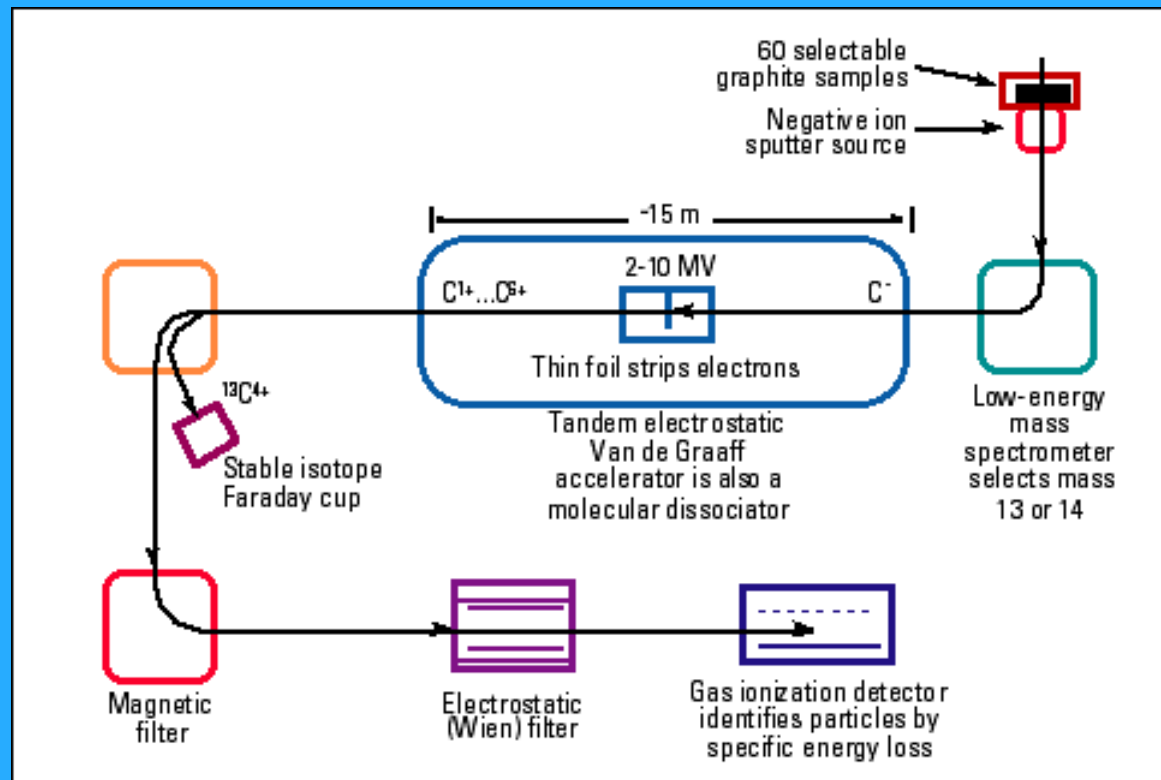 60 selectable
graphite samples
Negative ion
sputter source
~15 m
2-10 MV
C¹⁺...C⁶⁺
C⁻
Thin foil strips electrons
Tandem electrostatic
Van de Graaff
accelerator is also a
molecular dissociator
Low-energy
mass
spectrometer
selects mass
13 or 14
¹³C⁴⁺
Stable isotope
Faraday cup
Magnetic
filter
Electrostatic
(Wien) filter
Gas ionization detector
identifies particles by
specific energy loss